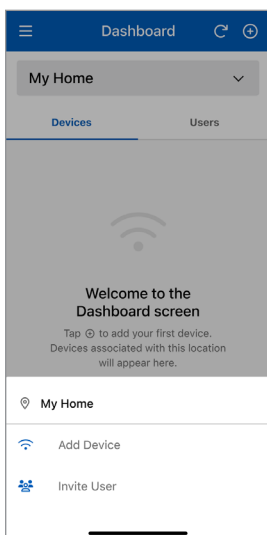 Dashboard
My Home
Devices Users
Welcome to the
Dashboard screen
Tap ⊕ to add your first device.
Devices associated with this location
will appear here.
My Home
Add Device
Invite User